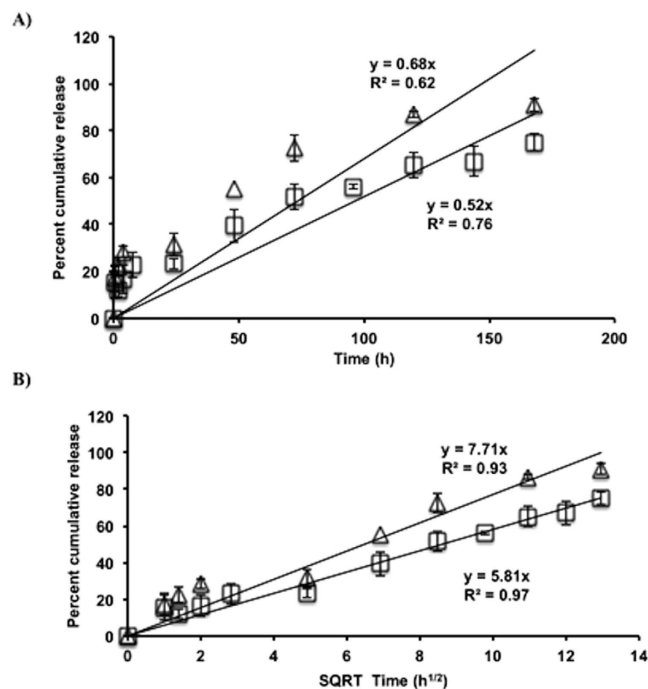 A)
120
100
80
60
40
20
0
Percent cumulative release
y = 0.68x
R² = 0.62
y = 0.52x
R² = 0.76
0 50 100 150 200
Time (h)
B)
120
100
80
60
40
20
0
Percent cumulative release
y = 7.71x
R² = 0.93
y = 5.81x
R² = 0.97
0 2 4 6 8 10 12 14
SQRT Time (h¹/²)